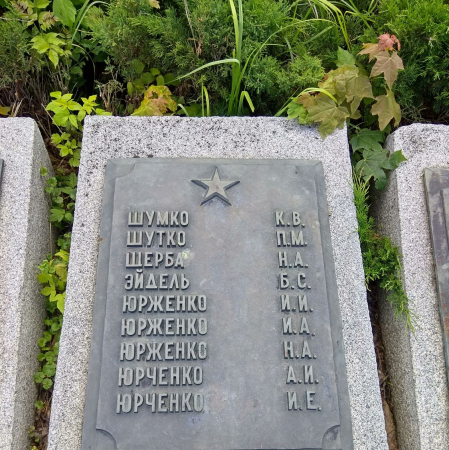 ШУМКО К.В.
ШУТКО П.М.
ЩЕРБА Н.А.
ЭЙДЕЛЬ Б.С.
ЮРЖЕНКО И.И.
ЮРЖЕНКО И.А.
ЮРЖЕНКО Н.А.
ЮРЧЕНКО А.И.
ЮРЧЕНКО И.Е.